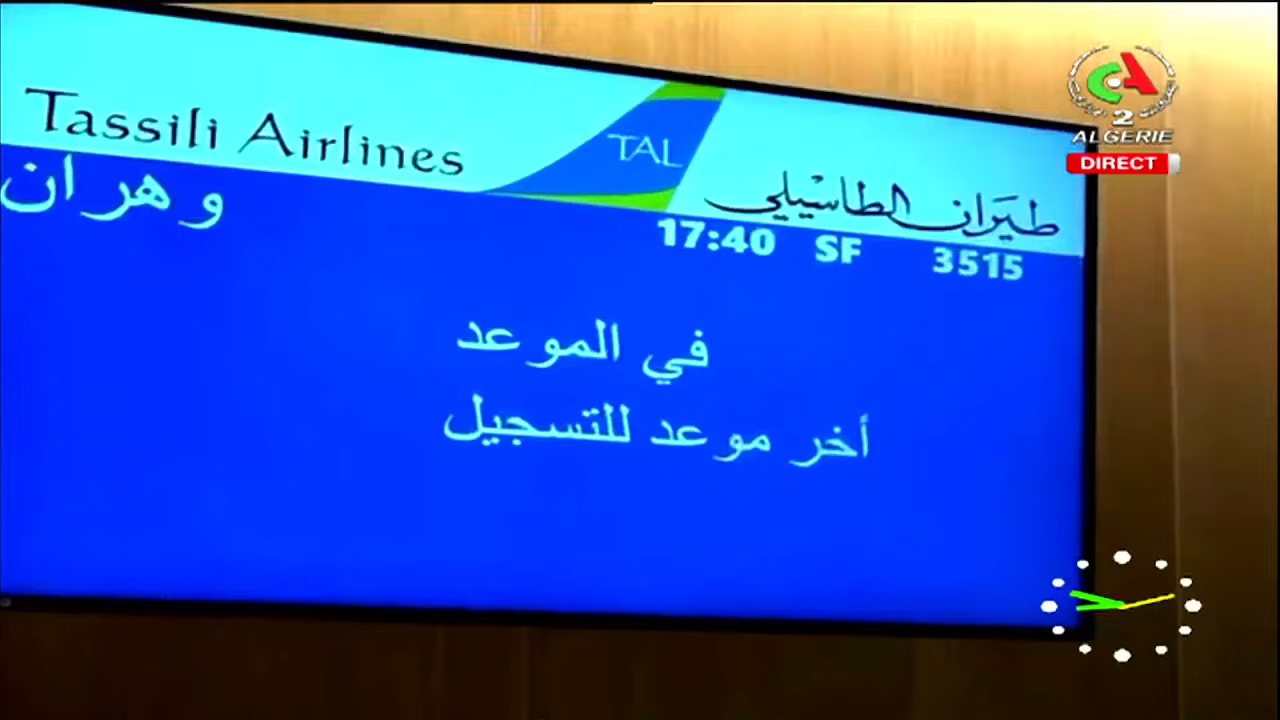 Tassili Airlines
TAL
طيران الطاسيلي
وهران
17:40 SF 3515
في الموعد
أخر موعد للتسجيل
2
ALGERIE
DIRECT